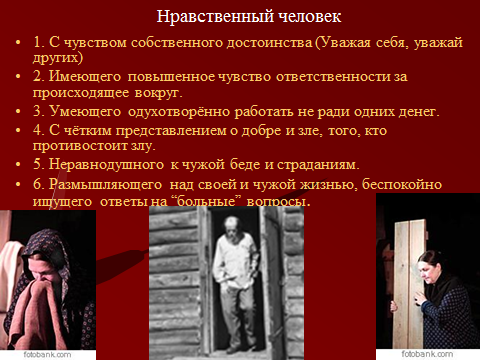 Нравственный человек
• 1. С чувством собственного достоинства (Уважая себя, уважай
других)
• 2. Имеющего повышенное чувство ответственности за
происходящее вокруг.
• 3. Умеющего одухотворённо работать не ради одних денег.
• 4. С чётким представлением о добре и зле, того, кто
противостоит злу.
• 5. Неравнодушного к чужой беде и страданиям.
• 6. Размышляющего над своей и чужой жизнью, беспокойно
ищущего ответы на “больные” вопросы.
fotobank.com
fotobank.com